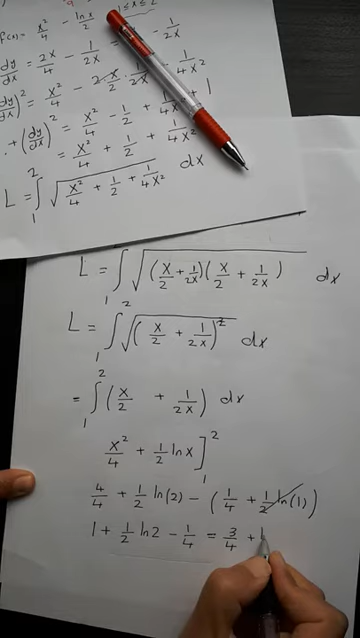 f(x) = x²/4 - ln x/2   1 ≤ x ≤ 2
dy/dx = 2x/4 - 1/2x = - 1/2x
(dy/dx)² = x²/4 - 2·x/2·1/2x 1/4x²
+ (dy/dx)² = x²/4 - 1/2 + 1/4x² + 1
= x²/4 + 1/2 + 1/4x²
L = ∫₁² √(x²/4 + 1/2 + 1/4x²) dx
L = ∫₁² √((x/2 + 1/2x)(x/2 + 1/2x)) dx
L = ∫₁² √((x/2 + 1/2x)²) dx
= ∫₁² (x/2 + 1/2x) dx
x²/4 + 1/2 ln x]₁²
4/4 + 1/2 ln(2) - (1/4 + 1/2 ln(1))
1 + 1/2 ln 2 - 1/4 = 3/4 + 1